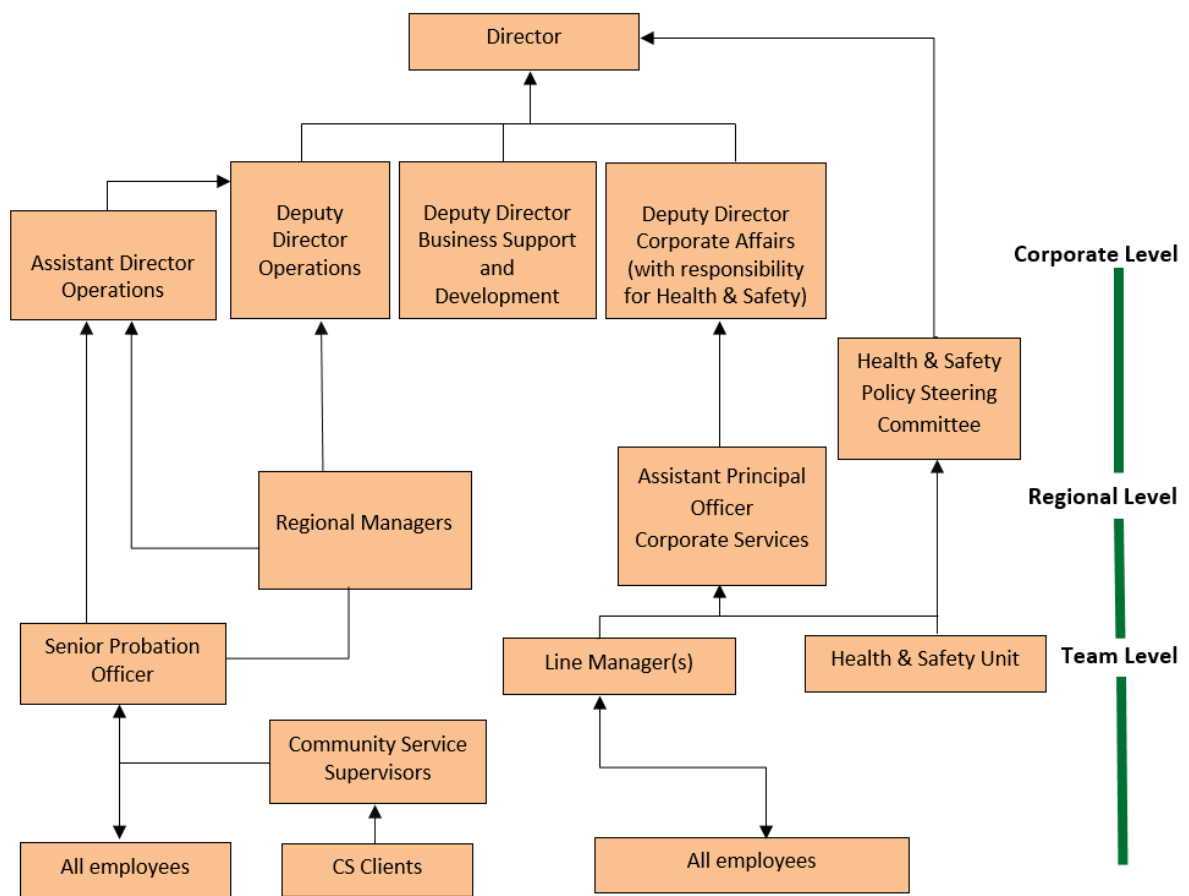 Director
Deputy
Director
Operations
Deputy Director
Business Support
and
Development
Deputy Director
Corporate Affairs
(with responsibility
for Health & Safety)
Assistant Director
Operations
Corporate Level
Health & Safety
Policy Steering
Committee
Regional Managers
Assistant Principal
Officer
Corporate Services
Regional Level
Senior Probation
Officer
Line Manager(s)
Health & Safety Unit
Team Level
Community Service
Supervisors
All employees
CS Clients
All employees